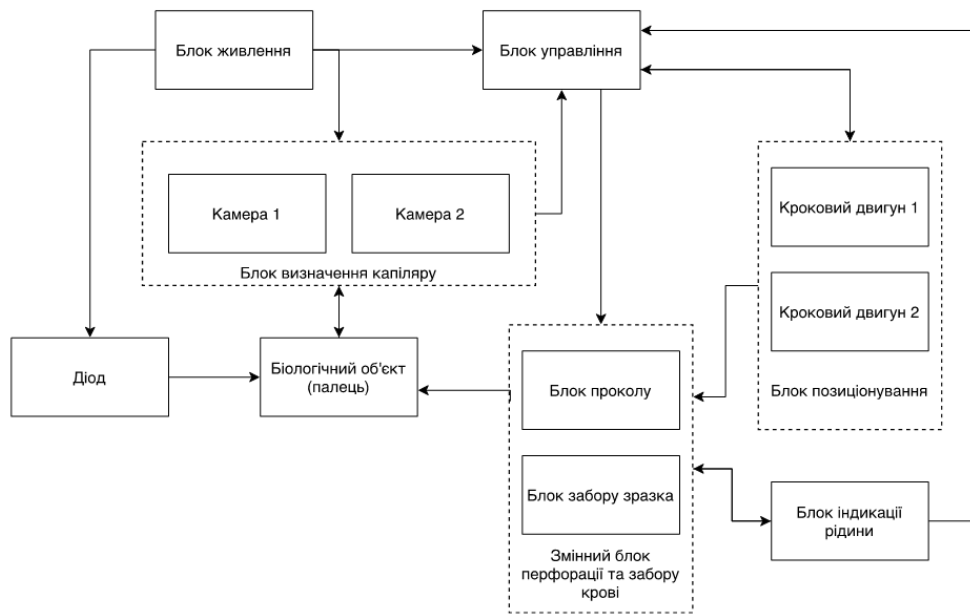 Блок живлення
Блок управління
Камера 1
Камера 2
Блок визначення капіляру
Кроковий двигун 1
Кроковий двигун 2
Блок позиціонування
Діод
Біологічний об'єкт
(палець)
Блок проколу
Блок забору зразка
Змінний блок
перфорації та забору
крові
Блок індикації
рідини